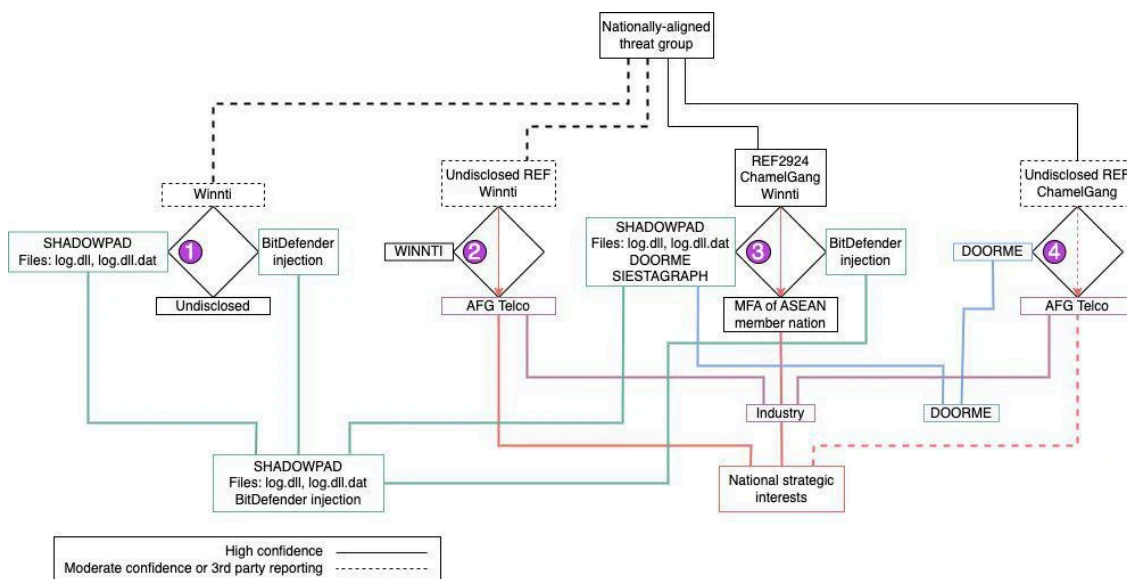 Nationally-aligned
threat group
Winnti
Undisclosed REF
Winnti
REF2924
ChamelGang
Winnti
Undisclosed REF
ChamelGang
SHADOWPAD
Files: log.dll, log.dll.dat
1
BitDefender
injection
Undisclosed
WINNTI
2
AFG Telco
SHADOWPAD
Files: log.dll, log.dll.dat
DOORME
SIESTAGRAPH
3
BitDefender
injection
MFA of ASEAN
member nation
DOORME
4
AFG Telco
Industry
DOORME
SHADOWPAD
Files: log.dll, log.dll.dat
BitDefender injection
National strategic
interests
High confidence
Moderate confidence or 3rd party reporting